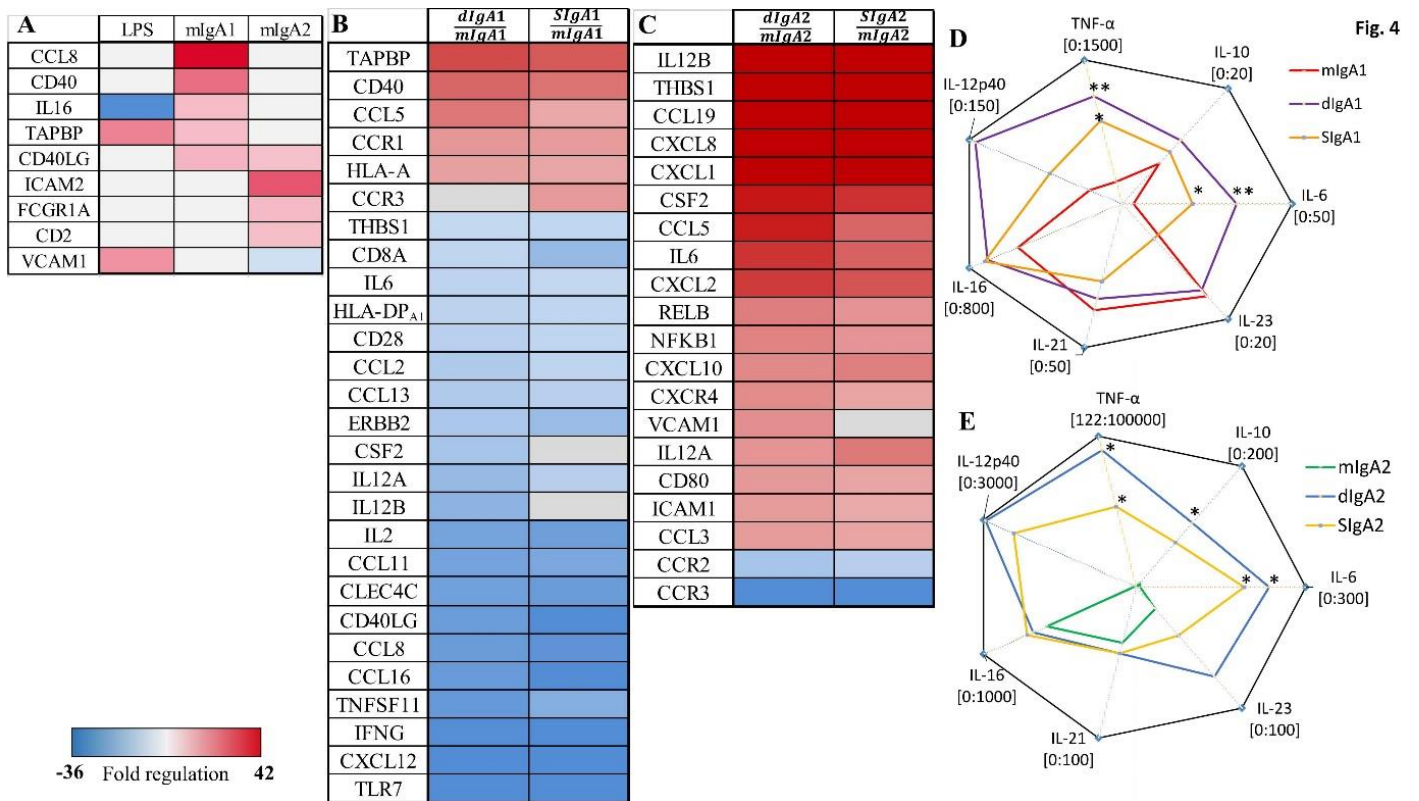 Fig. 4
A
LPS mIgA1 mIgA2
CCL8
CD40
IL16
TAPBP
CD40LG
ICAM2
FCGR1A
CD2
VCAM1
-36 Fold regulation 42
B
dIgA1 SIgA1
mIgA1 mIgA1
TAPBP
CD40
CCL5
CCR1
HLA-A
CCR3
THBS1
CD8A
IL6
HLA-DPA1
CD28
CCL2
CCL13
ERBB2
CSF2
IL12A
IL12B
IL2
CCL11
CLEC4C
CD40LG
CCL8
CCL16
TNFSF11
IFNG
CXCL12
TLR7
C
dIgA2 SIgA2
mIgA2 mIgA2
IL12B
THBS1
CCL19
CXCL8
CXCL1
CSF2
CCL5
IL6
CXCL2
RELB
NFKB1
CXCL10
CXCR4
VCAM1
IL12A
CD80
ICAM1
CCL3
CCR2
CCR3
D
TNF-α
[0:1500]
IL-10
[0:20]
IL-12p40
[0:150]
**
*
IL-6
[0:50]
*
**
IL-16
[0:800]
IL-21
[0:50]
IL-23
[0:20]
mIgA1
dIgA1
SIgA1
E
TNF-α
[122:100000]
IL-10
[0:200]
IL-12p40
[0:3000]
*
*
*
IL-6
[0:300]
* *
IL-16
[0:1000]
IL-21
[0:100]
IL-23
[0:100]
mIgA2
dIgA2
SIgA2